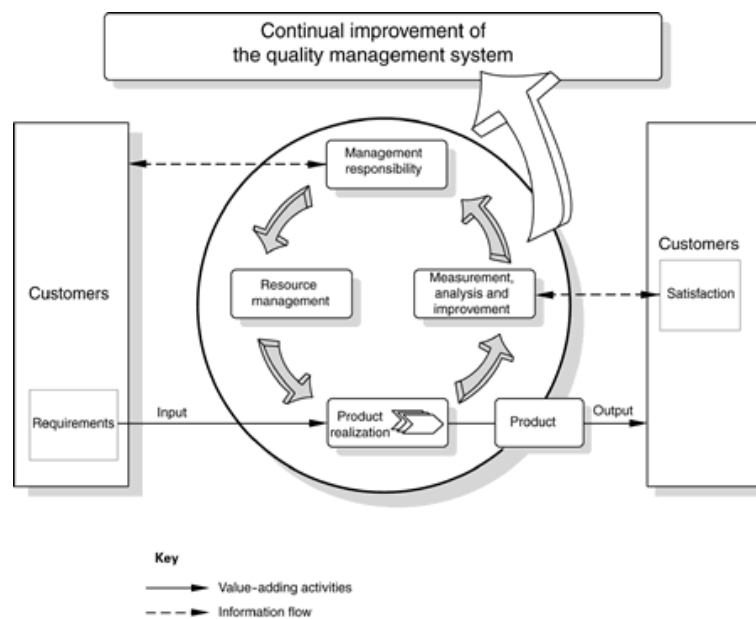 Continual improvement of
the quality management system
Management
responsibility
Customers
Resource
management
Measurement,
analysis and
improvement
Customers
Satisfaction
Requirements
Input
Product
realization
Product
Output
Key
Value-adding activities
Information flow